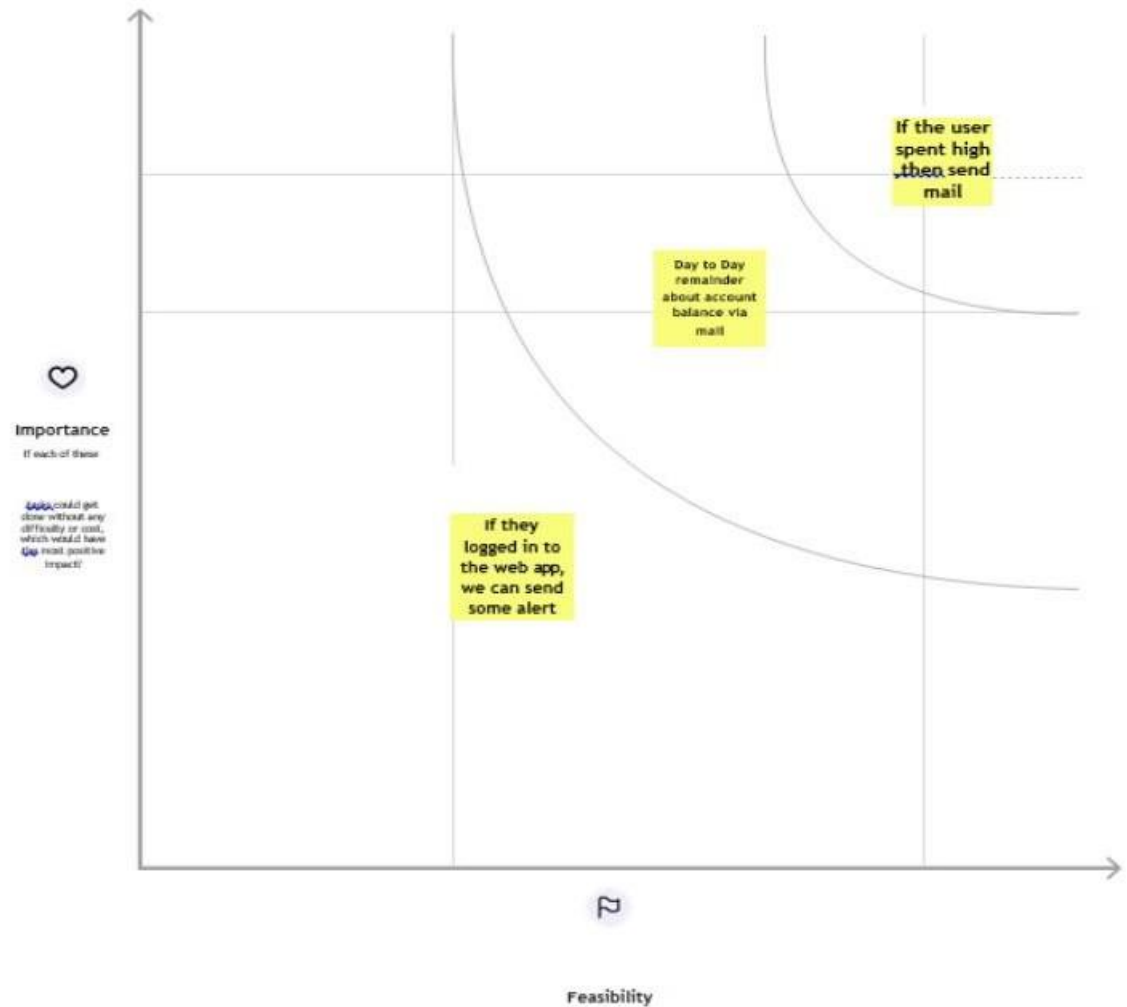 If the user
spent high
then send
mail
Day to Day
remainder
about account
balance via
mail
Importance
If each of these
tasks could get
done without any
difficulty or cost,
which would have
the most positive
impact?
If they
logged in to
the web app,
we can send
some alert
Feasibility